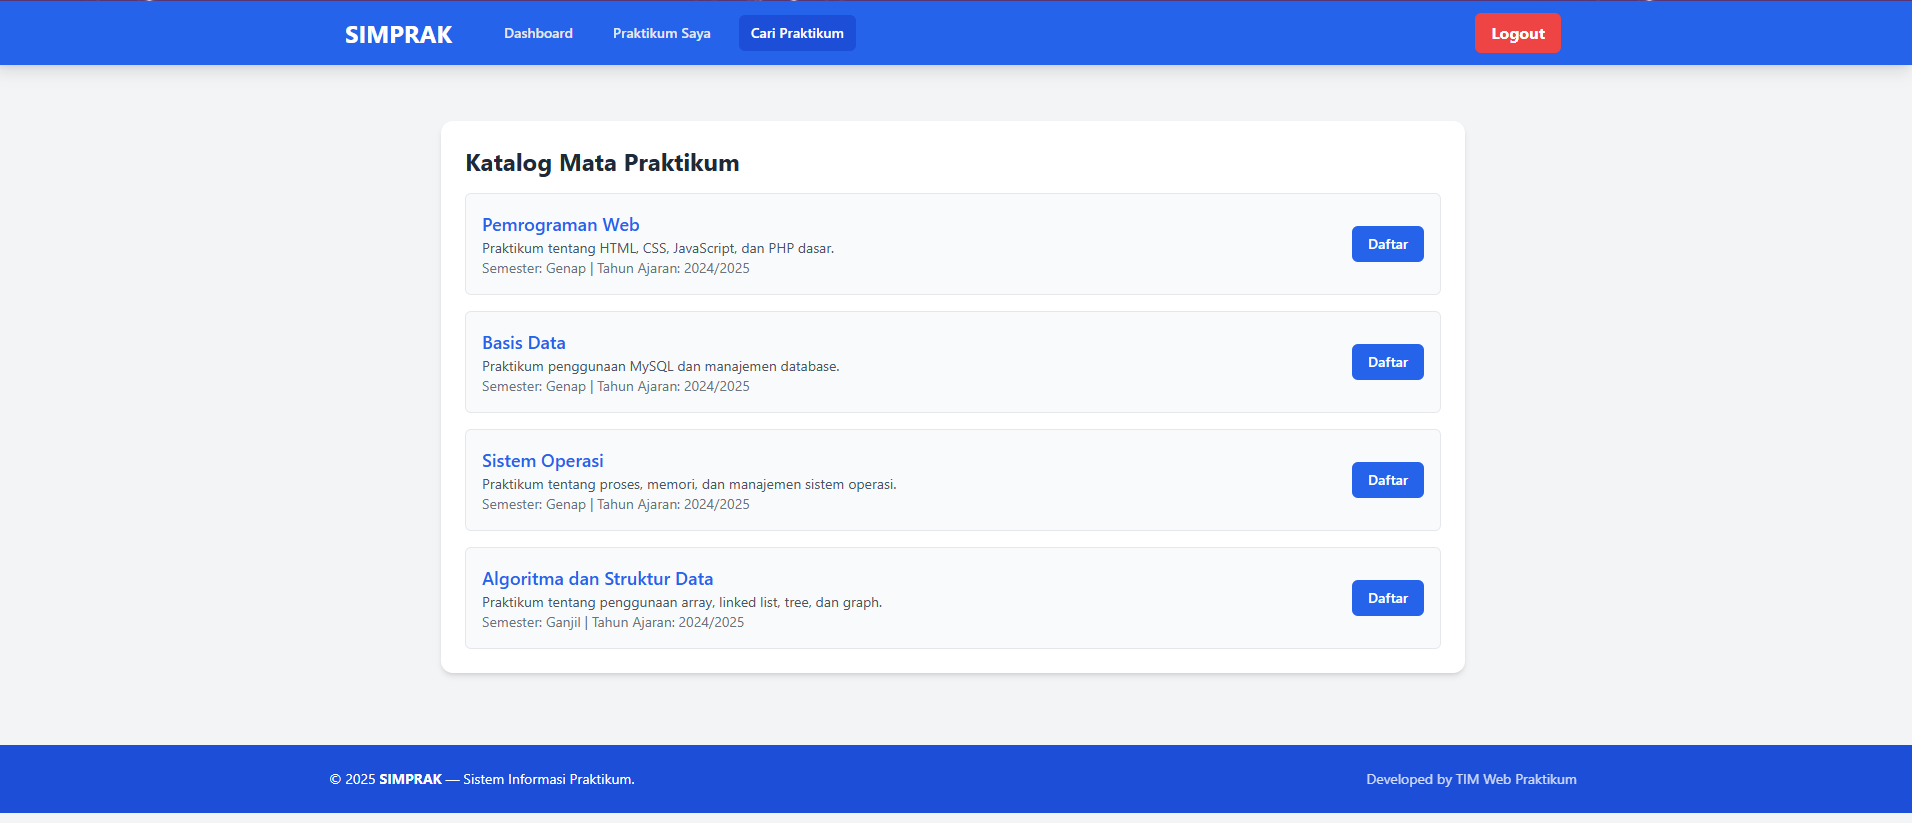 SIMPRAK
Dashboard
Praktikum Saya
Cari Praktikum
Logout
Katalog Mata Praktikum
Pemrograman Web
Praktikum tentang HTML, CSS, JavaScript, dan PHP dasar.
Semester: Genap | Tahun Ajaran: 2024/2025
Daftar
Basis Data
Praktikum penggunaan MySQL dan manajemen database.
Semester: Genap | Tahun Ajaran: 2024/2025
Daftar
Sistem Operasi
Praktikum tentang proses, memori, dan manajemen sistem operasi.
Semester: Genap | Tahun Ajaran: 2024/2025
Daftar
Algoritma dan Struktur Data
Praktikum tentang penggunaan array, linked list, tree, dan graph.
Semester: Ganjil | Tahun Ajaran: 2024/2025
Daftar
© 2025 SIMPRAK — Sistem Informasi Praktikum.
Developed by TIM Web Praktikum